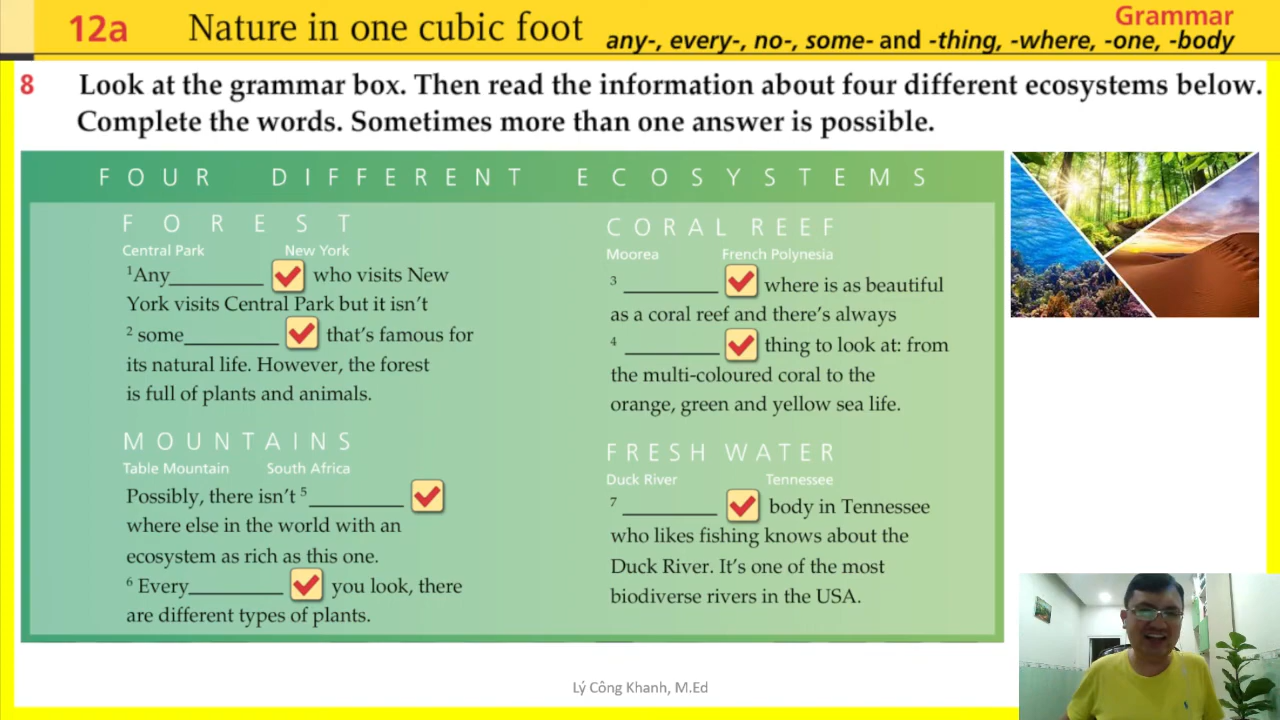 12a
Nature in one cubic foot
Grammar
any-, every-, no-, some- and -thing, -where, -one, -body
8 Look at the grammar box. Then read the information about four different ecosystems below.
Complete the words. Sometimes more than one answer is possible.
FOUR DIFFERENT ECOSYSTEMS
FOREST
Central Park New York
1 Any_________ who visits New
York visits Central Park but it isn't
2 some_________ that's famous for
its natural life. However, the forest
is full of plants and animals.
MOUNTAINS
Table Mountain South Africa
Possibly, there isn't 5 _________
where else in the world with an
ecosystem as rich as this one.
6 Every_________ you look, there
are different types of plants.
CORAL REEF
Moorea French Polynesia
3 _________ where is as beautiful
as a coral reef and there's always
4 _________ thing to look at: from
the multi-coloured coral to the
orange, green and yellow sea life.
FRESH WATER
Duck River Tennessee
7 _________ body in Tennessee
who likes fishing knows about the
Duck River. It's one of the most
biodiverse rivers in the USA.
Lý Công Khanh, M.Ed